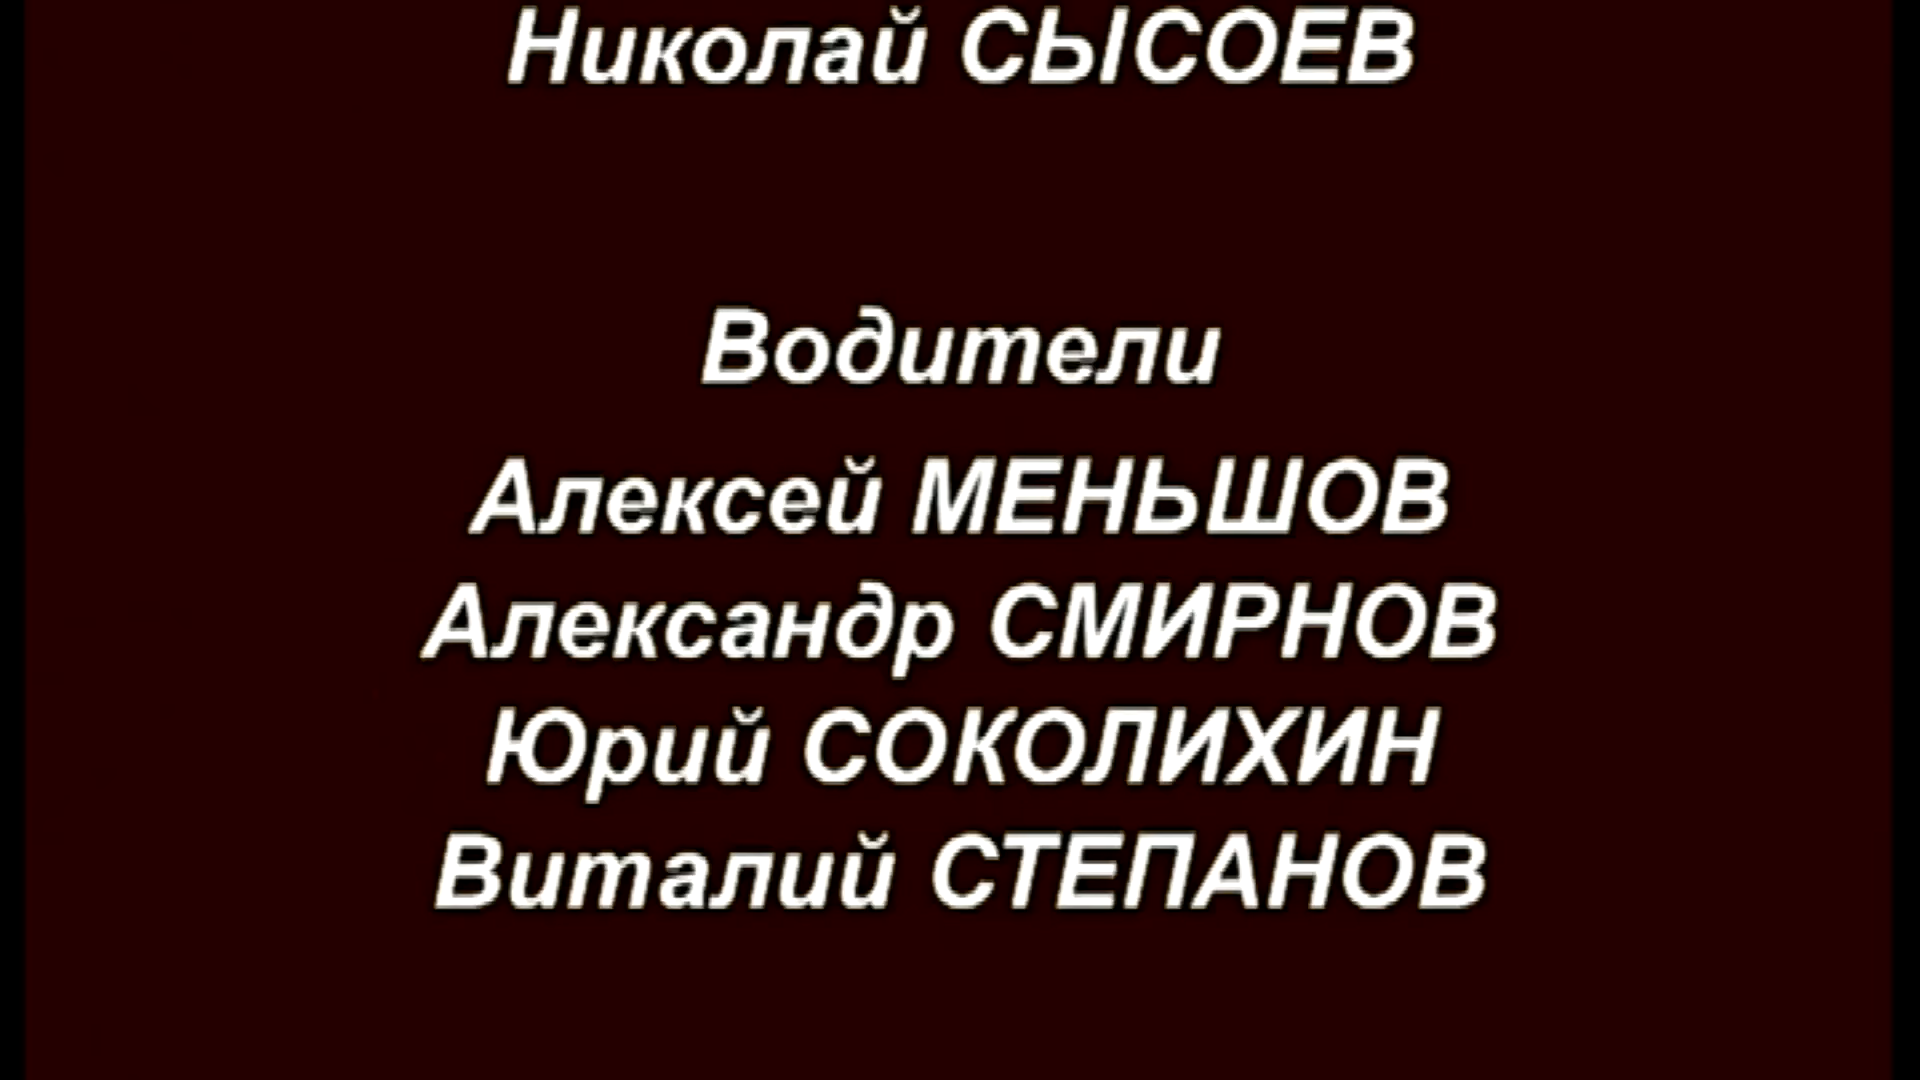 Николай СЫСОЕВ
Водители
Алексей МЕНЬШОВ
Александр СМИРНОВ
Юрий СОКОЛИХИН
Виталий СТЕПАНОВ